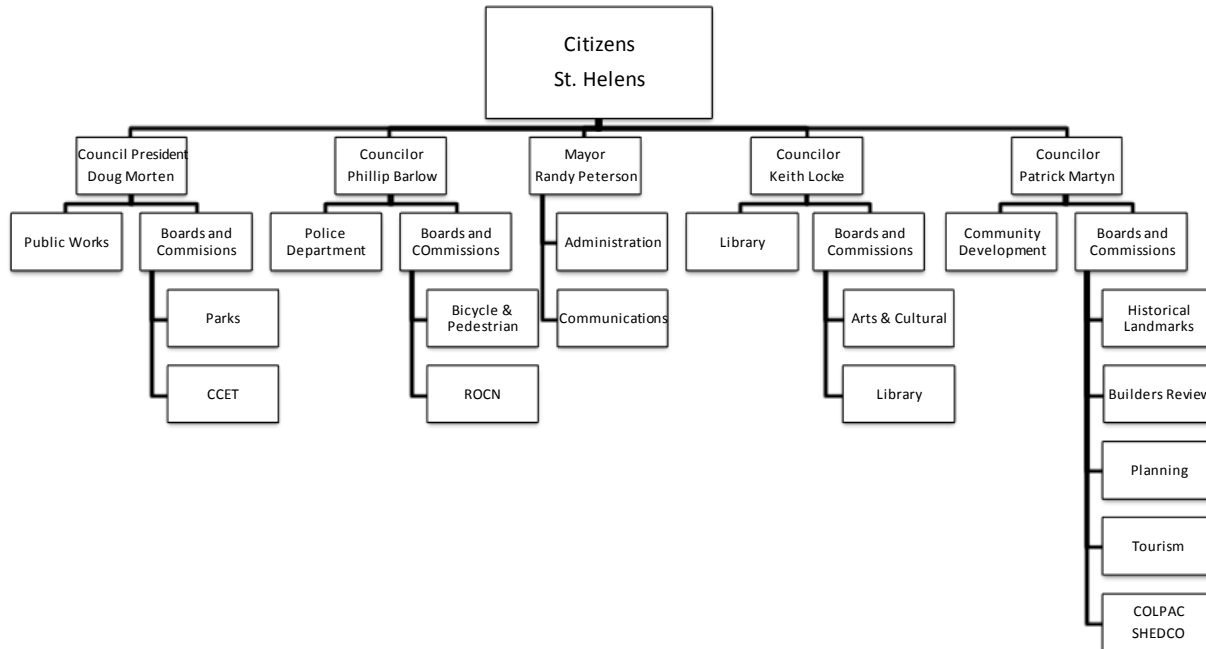 Citizens
St. Helens
Council President
Doug Morten
Councilor
Phillip Barlow
Mayor
Randy Peterson
Councilor
Keith Locke
Councilor
Patrick Martyn
Public Works
Boards and
Commisions
Police
Department
Boards and
COmmissions
Administration
Library
Boards and
Commissions
Community
Development
Boards and
Commissions
Parks
Bicycle &
Pedestrian
Communications
Arts & Cultural
Historical
Landmarks
CCET
ROCN
Library
Builders Review
Planning
Tourism
COLPAC
SHEDCO